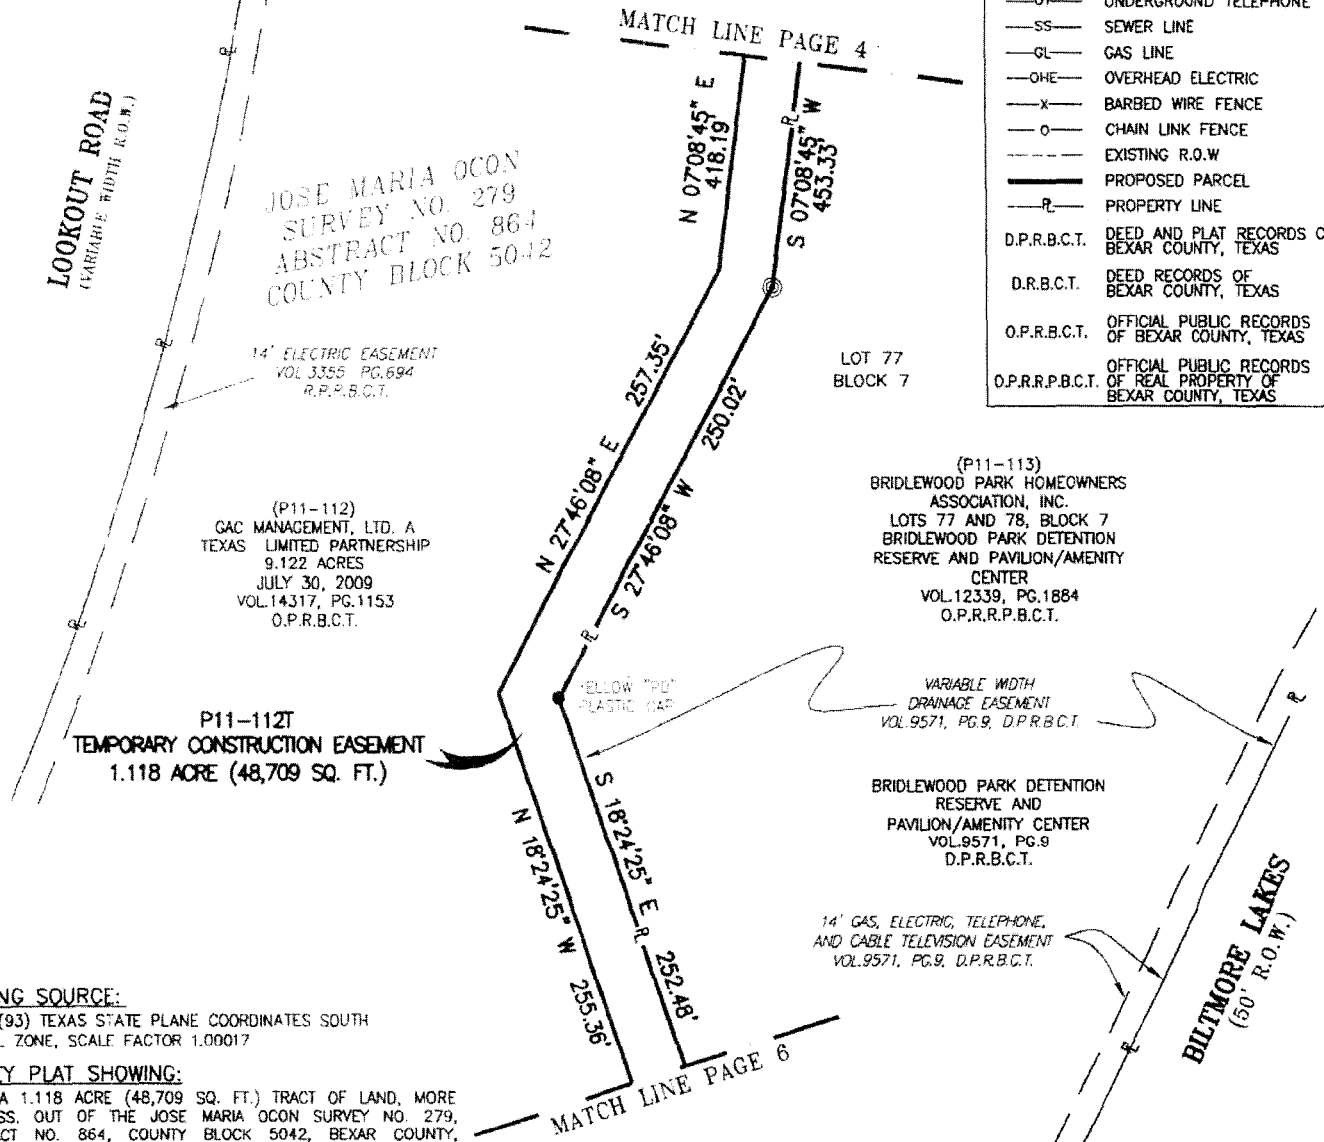 MATCH LINE PAGE 4
UNDERGROUND TELEPHONE
SS SEWER LINE
GL GAS LINE
OHE OVERHEAD ELECTRIC
X BARBED WIRE FENCE
O CHAIN LINK FENCE
EXISTING R.O.W
PROPOSED PARCEL
PL PROPERTY LINE
D.P.R.B.C.T. DEED AND PLAT RECORDS O
BEXAR COUNTY, TEXAS
D.R.B.C.T. DEED RECORDS OF
BEXAR COUNTY, TEXAS
O.P.R.B.C.T. OFFICIAL PUBLIC RECORDS
OF BEXAR COUNTY, TEXAS
O.P.R.R.P.B.C.T. OFFICIAL PUBLIC RECORDS
OF REAL PROPERTY OF
BEXAR COUNTY, TEXAS
LOOKOUT ROAD
(VARIABLE WIDTH R.O.W.)
JOSE MARIA OCON
SURVEY NO. 279
ABSTRACT NO. 864
COUNTY BLOCK 5042
N 07°08'45" E
418.19'
S 07°08'45" W
453.33'
14' ELECTRIC EASEMENT
VOL 3355 PG.694
R.P.R.B.C.T.
N 27°46'08" E 257.35'
S 27°46'08" W 250.02'
LOT 77
BLOCK 7
(P11-112)
GAC MANAGEMENT, LTD. A
TEXAS LIMITED PARTNERSHIP
9.122 ACRES
JULY 30, 2009
VOL.14317, PG.1153
O.P.R.B.C.T.
(P11-113)
BRIDLEWOOD PARK HOMEOWNERS
ASSOCIATION, INC.
LOTS 77 AND 78, BLOCK 7
BRIDLEWOOD PARK DETENTION
RESERVE AND PAVILION/AMENITY
CENTER
VOL.12339, PG.1884
O.P.R.R.P.B.C.T.
YELLOW "PD"
PLASTIC CAP
VARIABLE WIDTH
DRAINAGE EASEMENT
VOL.9571, PG.9, D.P.R.B.C.T.
P11-112T
TEMPORARY CONSTRUCTION EASEMENT
1.118 ACRE (48,709 SQ. FT.)
BRIDLEWOOD PARK DETENTION
RESERVE AND
PAVILION/AMENITY CENTER
VOL.9571, PG.9
D.P.R.B.C.T.
N 18°24'25" W 255.36'
S 18°24'25" E 252.48'
14' GAS, ELECTRIC, TELEPHONE,
AND CABLE TELEVISION EASEMENT
VOL.9571, PG.9, D.P.R.B.C.T.
BILTMORE LAKES
(50' R.O.W.)
NG SOURCE:
(93) TEXAS STATE PLANE COORDINATES SOUTH
L ZONE, SCALE FACTOR 1.00017
Y PLAT SHOWING:
A 1.118 ACRE (48,709 SQ. FT.) TRACT OF LAND, MORE
SS, OUT OF THE JOSE MARIA OCON SURVEY NO. 279,
CT NO. 864, COUNTY BLOCK 5042, BEXAR COUNTY,
MATCH LINE PAGE 6